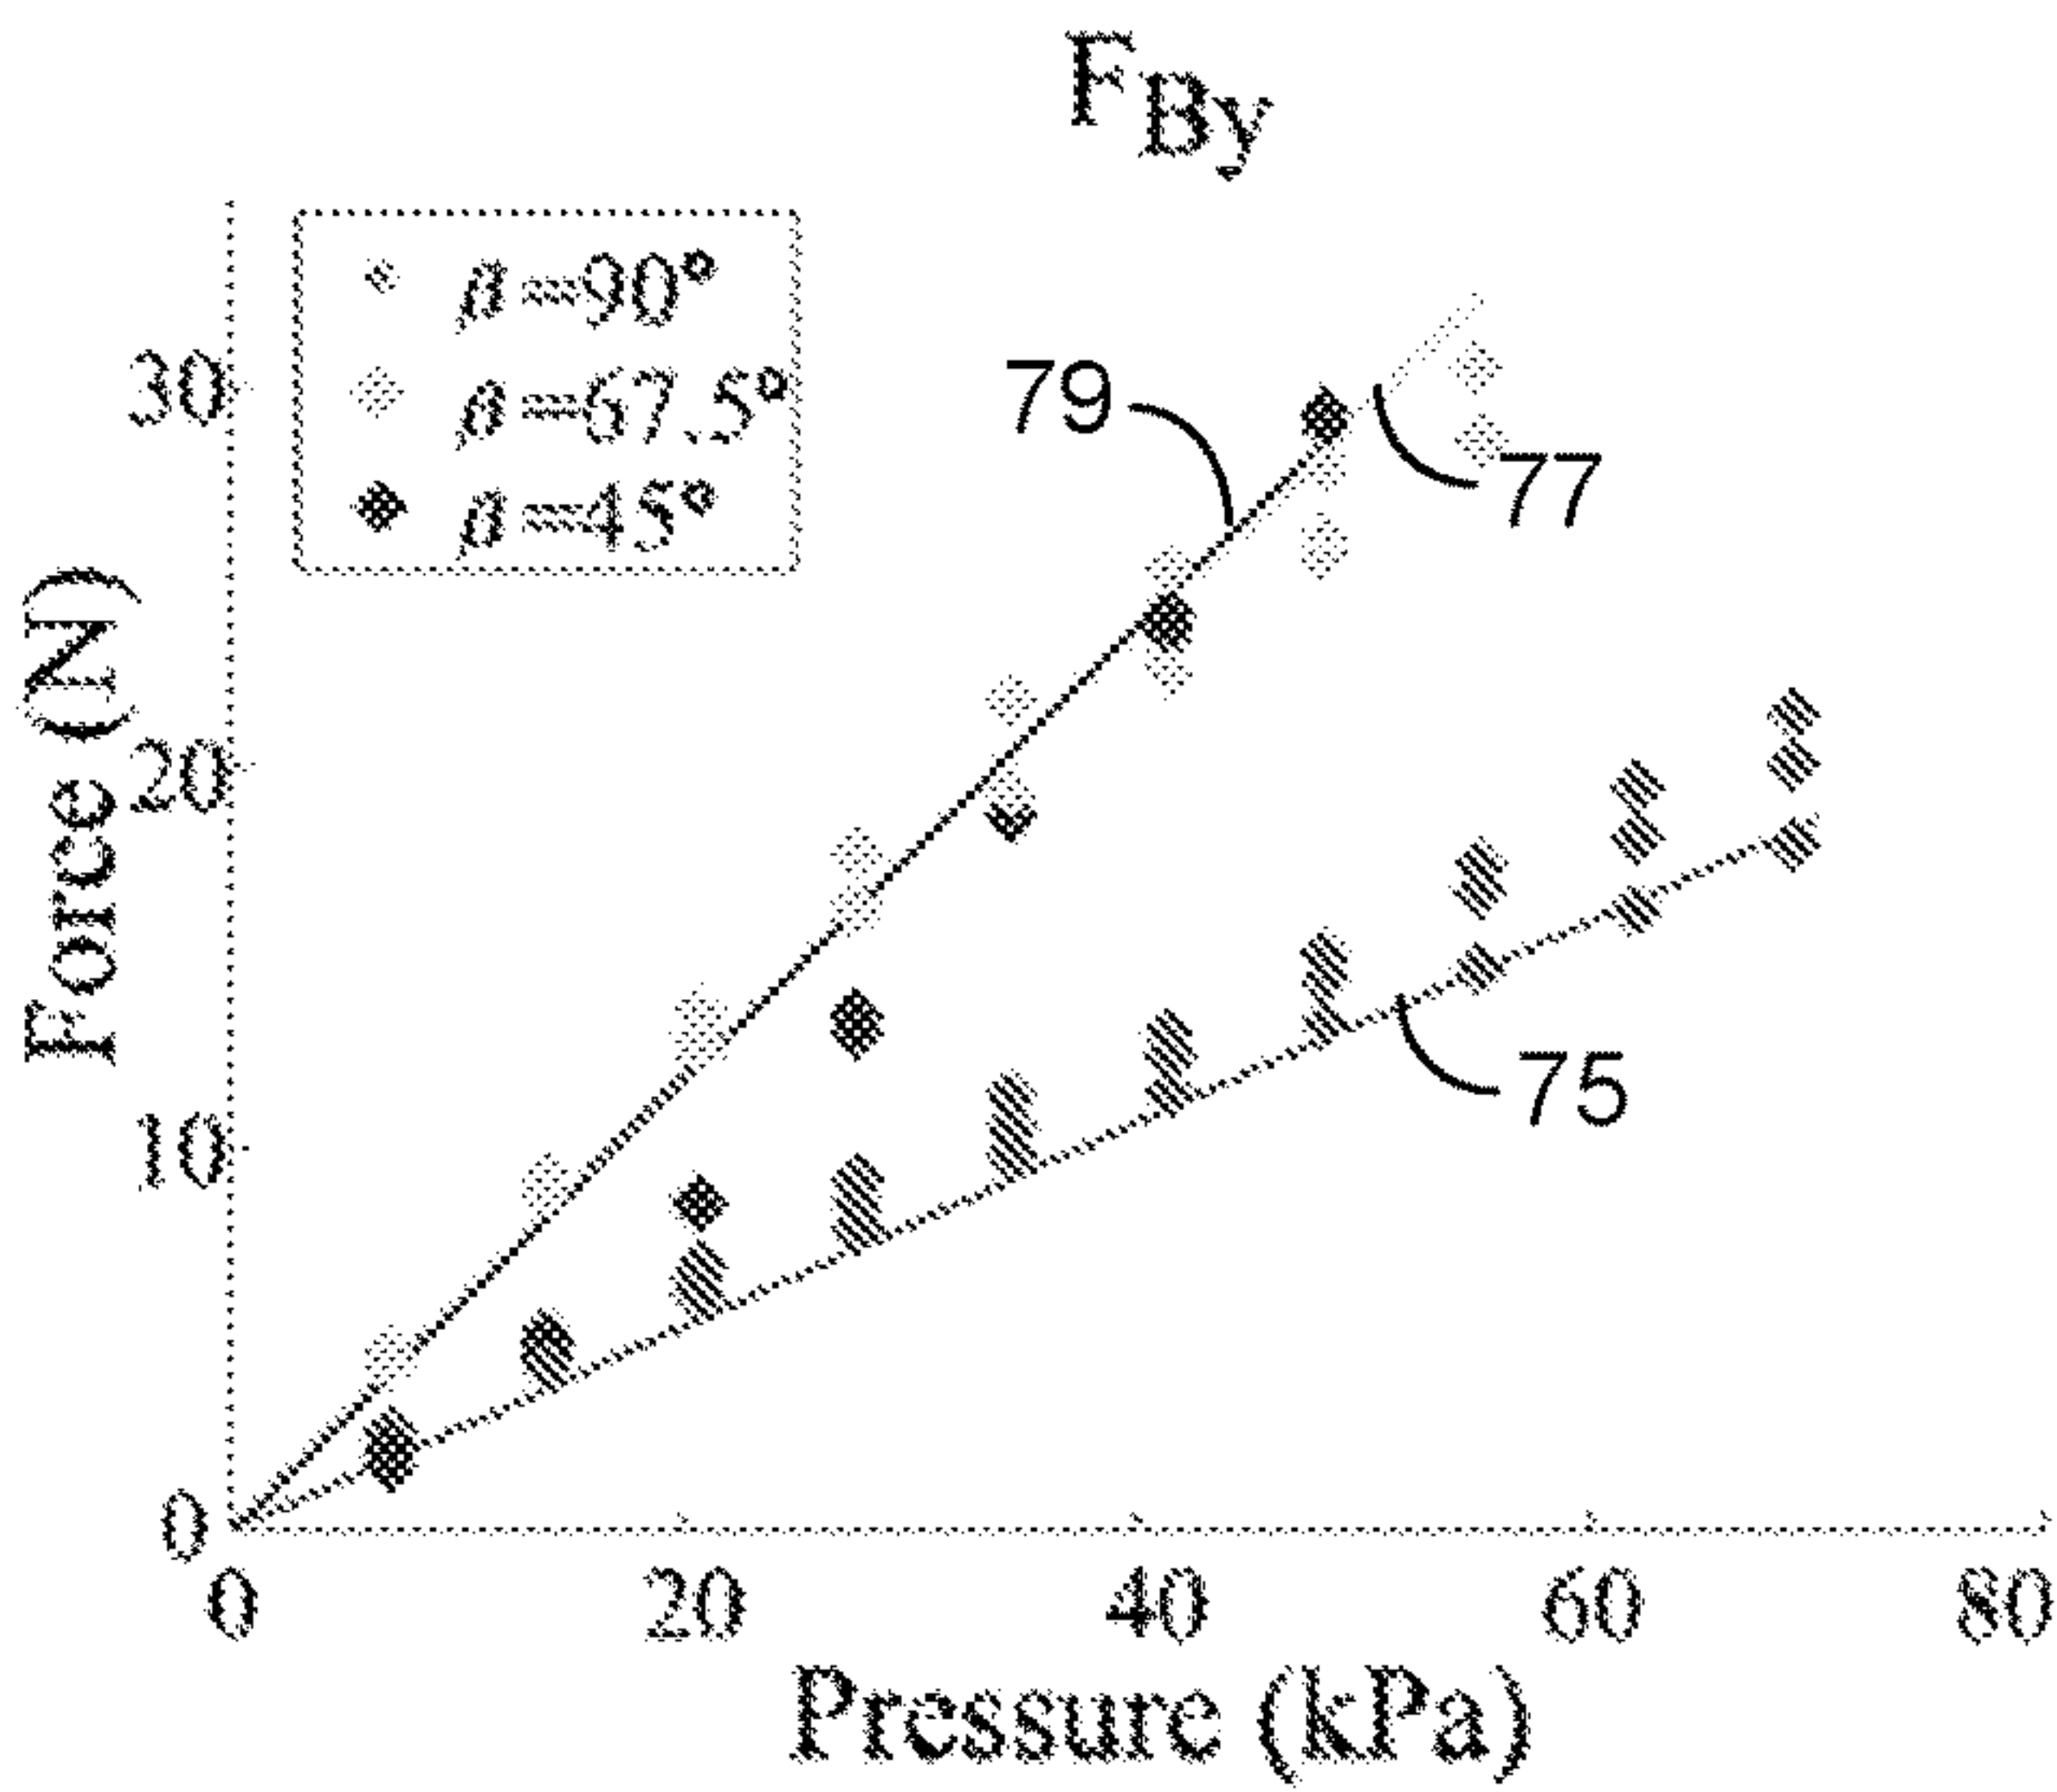 F_By
β=90°
β=67.5°
β=45°
79
77
75
30
20
10
0
0 20 40 60 80
Force (N)
Pressure (kPa)